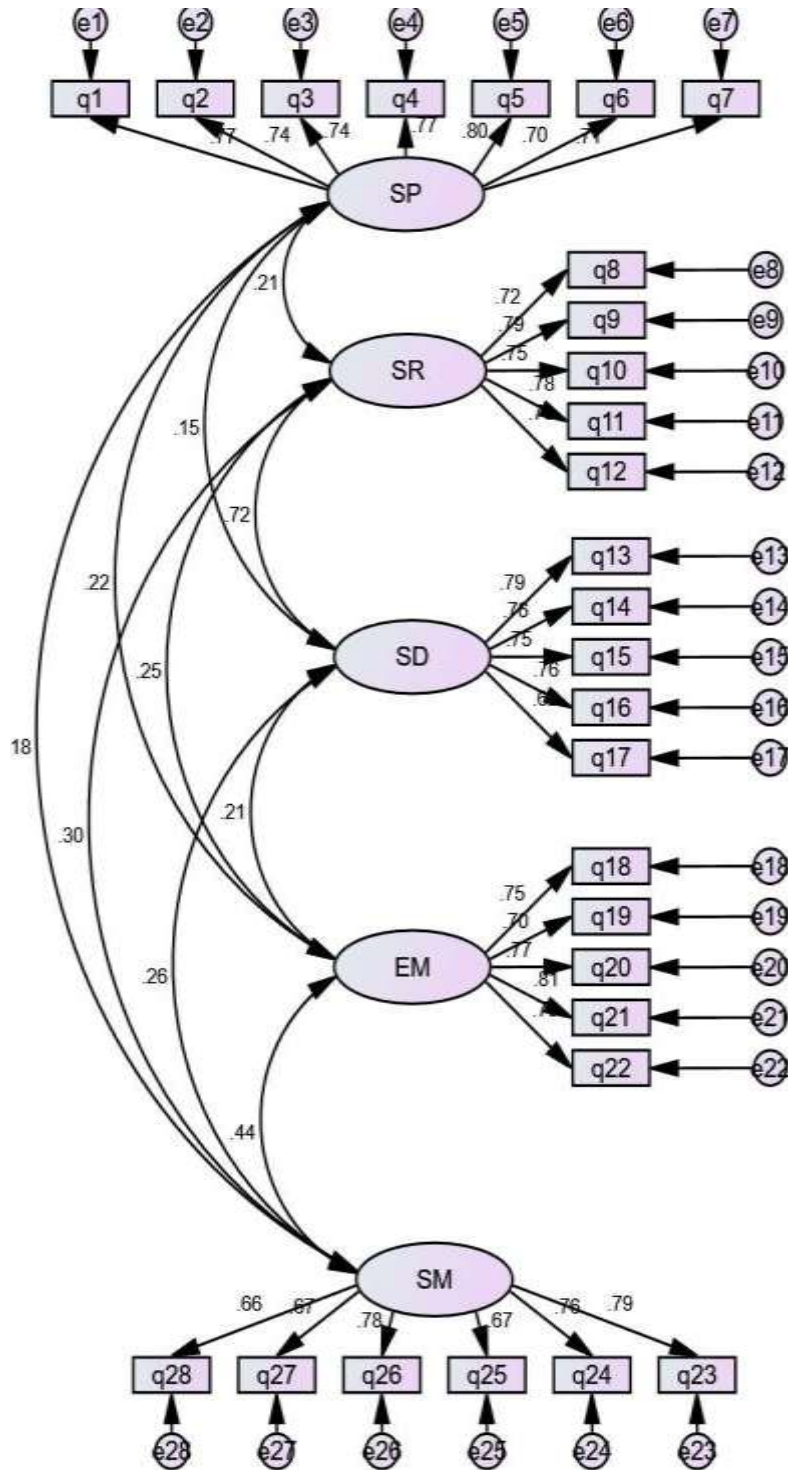 e1 e2 e3 e4 e5 e6 e7
q1 q2 q3 q4 q5 q6 q7
.77 .74 .74 .77 .80 .70 .71
SP
q8 e8
.21
.72
.79 q9 e9
.75
SR q10 e10
.78
q11 e11
.15
q12 e12
.72
q13 e13
.79
.76 q14 e14
.22
.75
SD q15 e15
.25
.76
q16 e16
q17 e17
18
.21
.30
q18 e18
.75
.70 q19 e19
.77
.26
EM q20 e20
.81
q21 e21
q22 e22
.44
SM
.66 .67 .78 .67 .76 .79
q28 q27 q26 q25 q24 q23
e28 e27 e26 e25 e24 e23